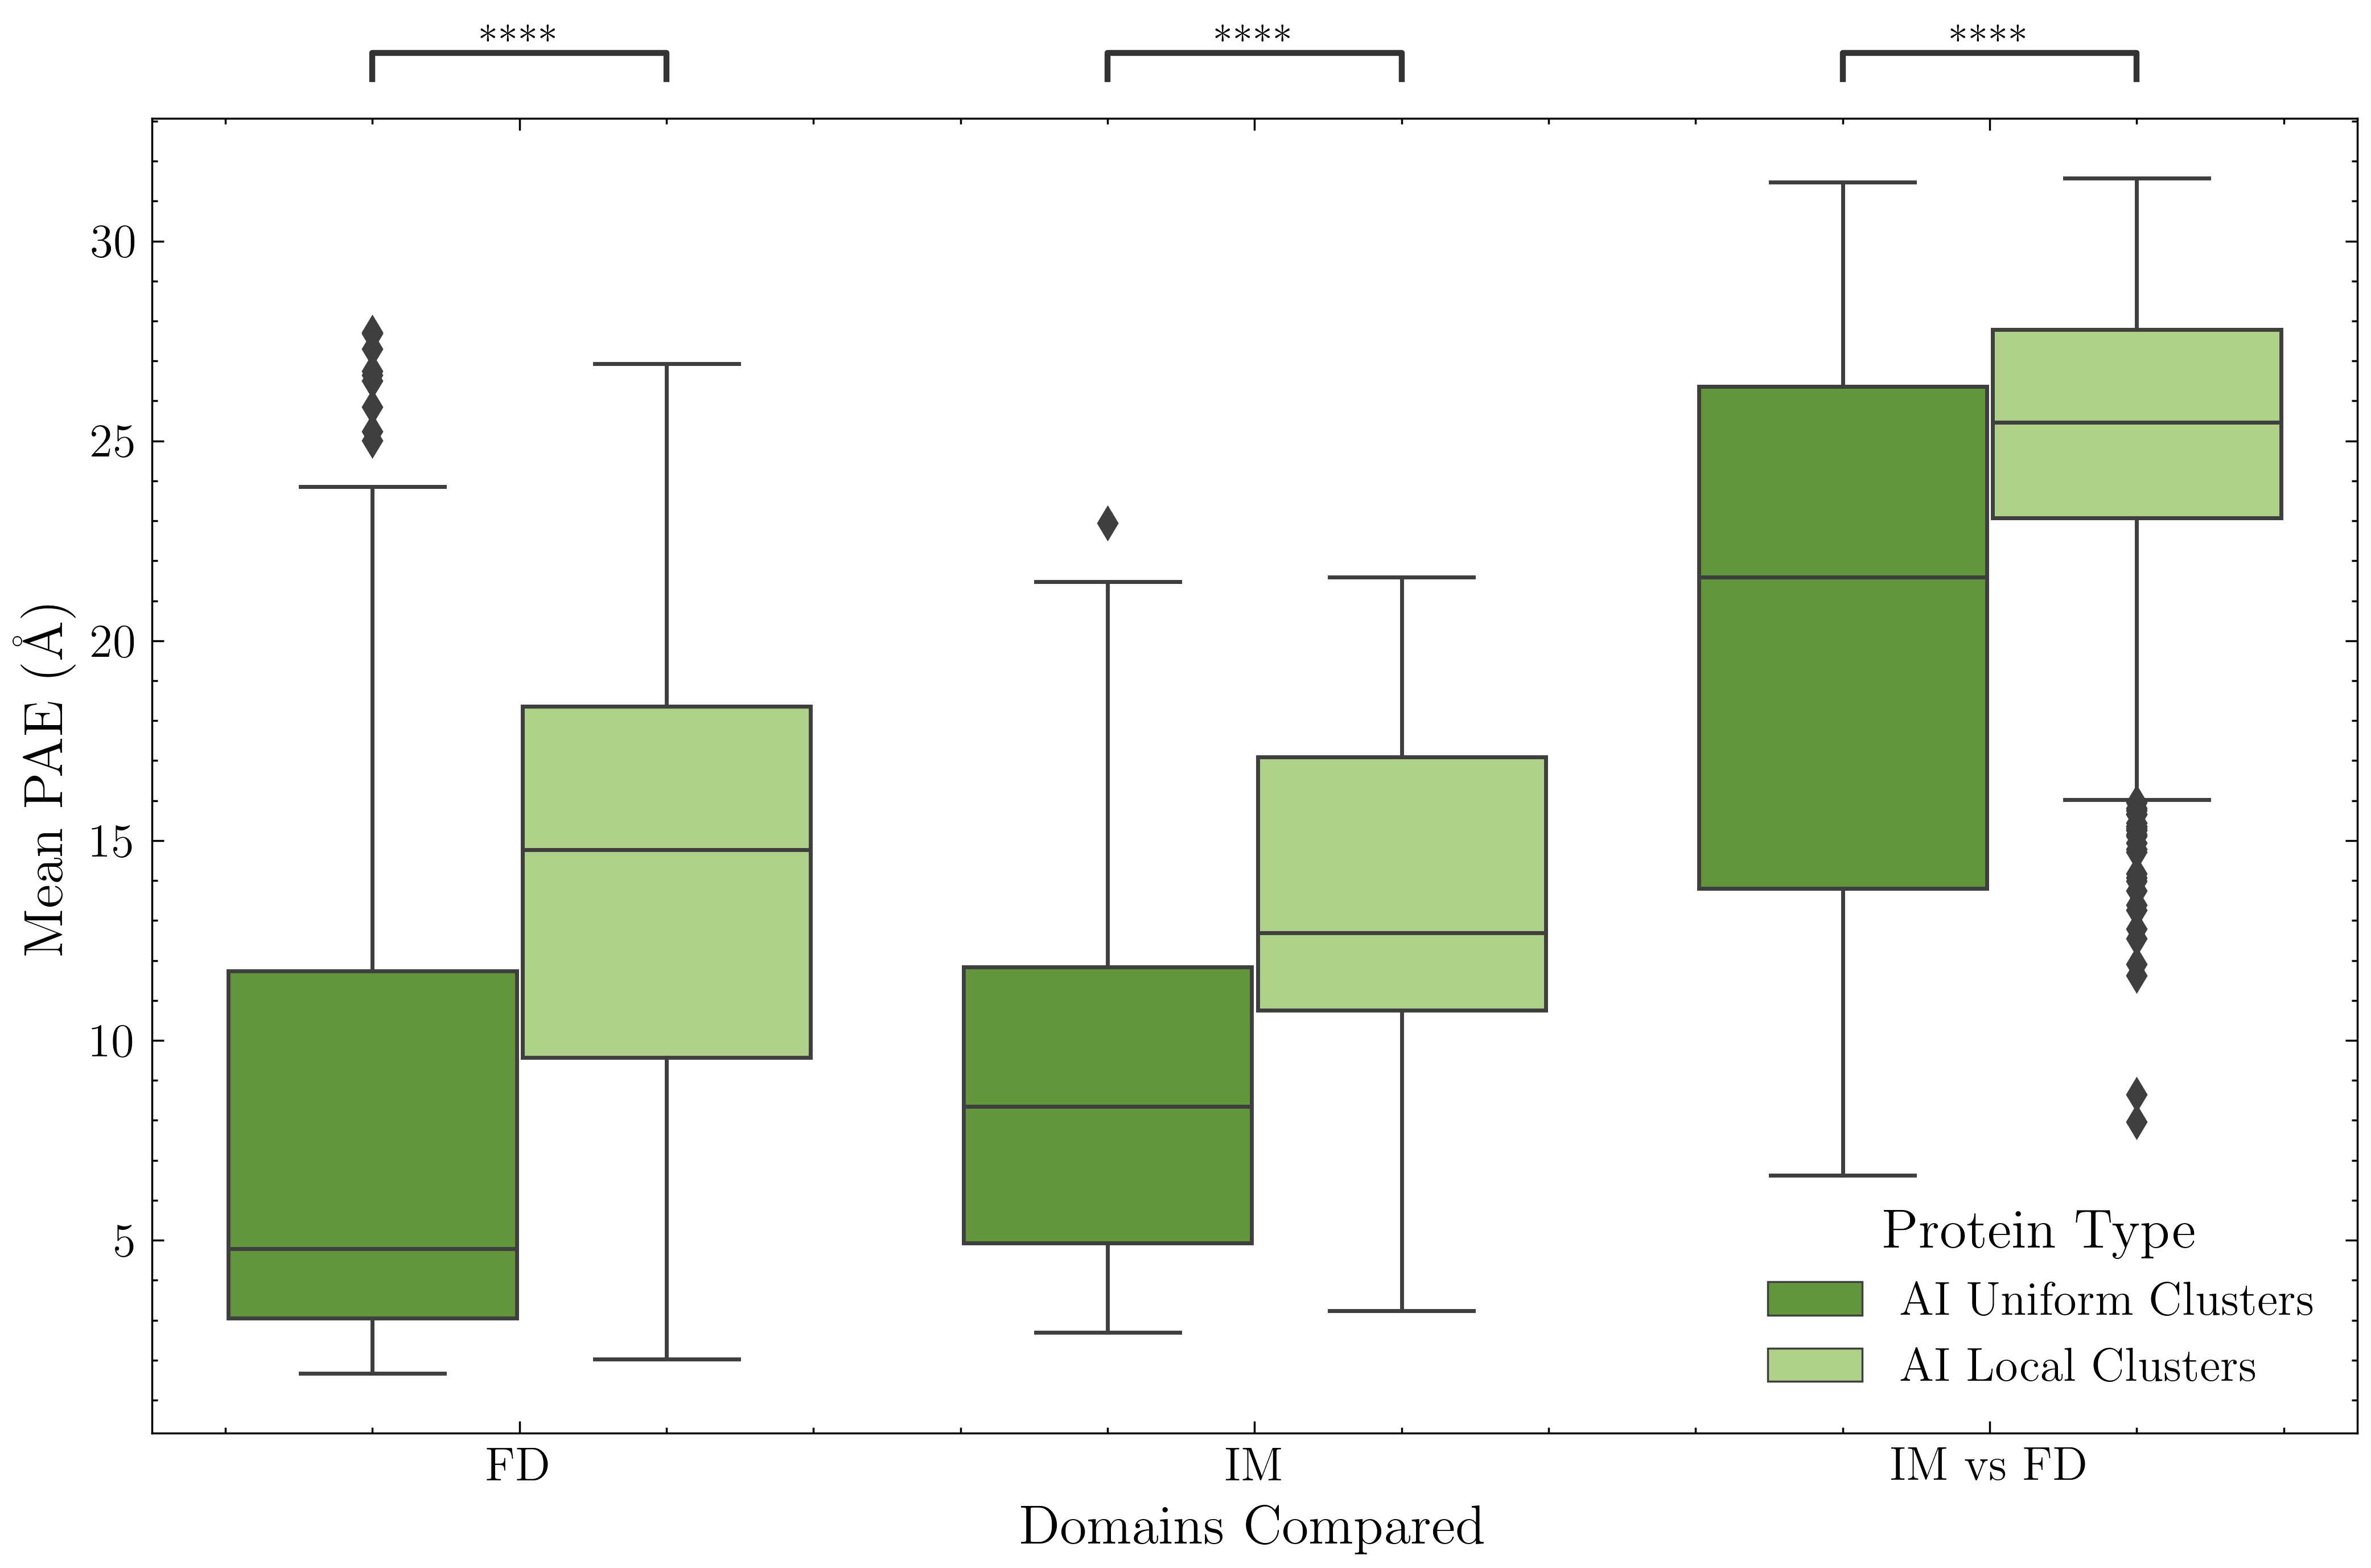 ****
****
****
Mean PAE (Å)
30
25
20
15
10
5
Protein Type
AI Uniform Clusters
AI Local Clusters
FD
IM
IM vs FD
Domains Compared